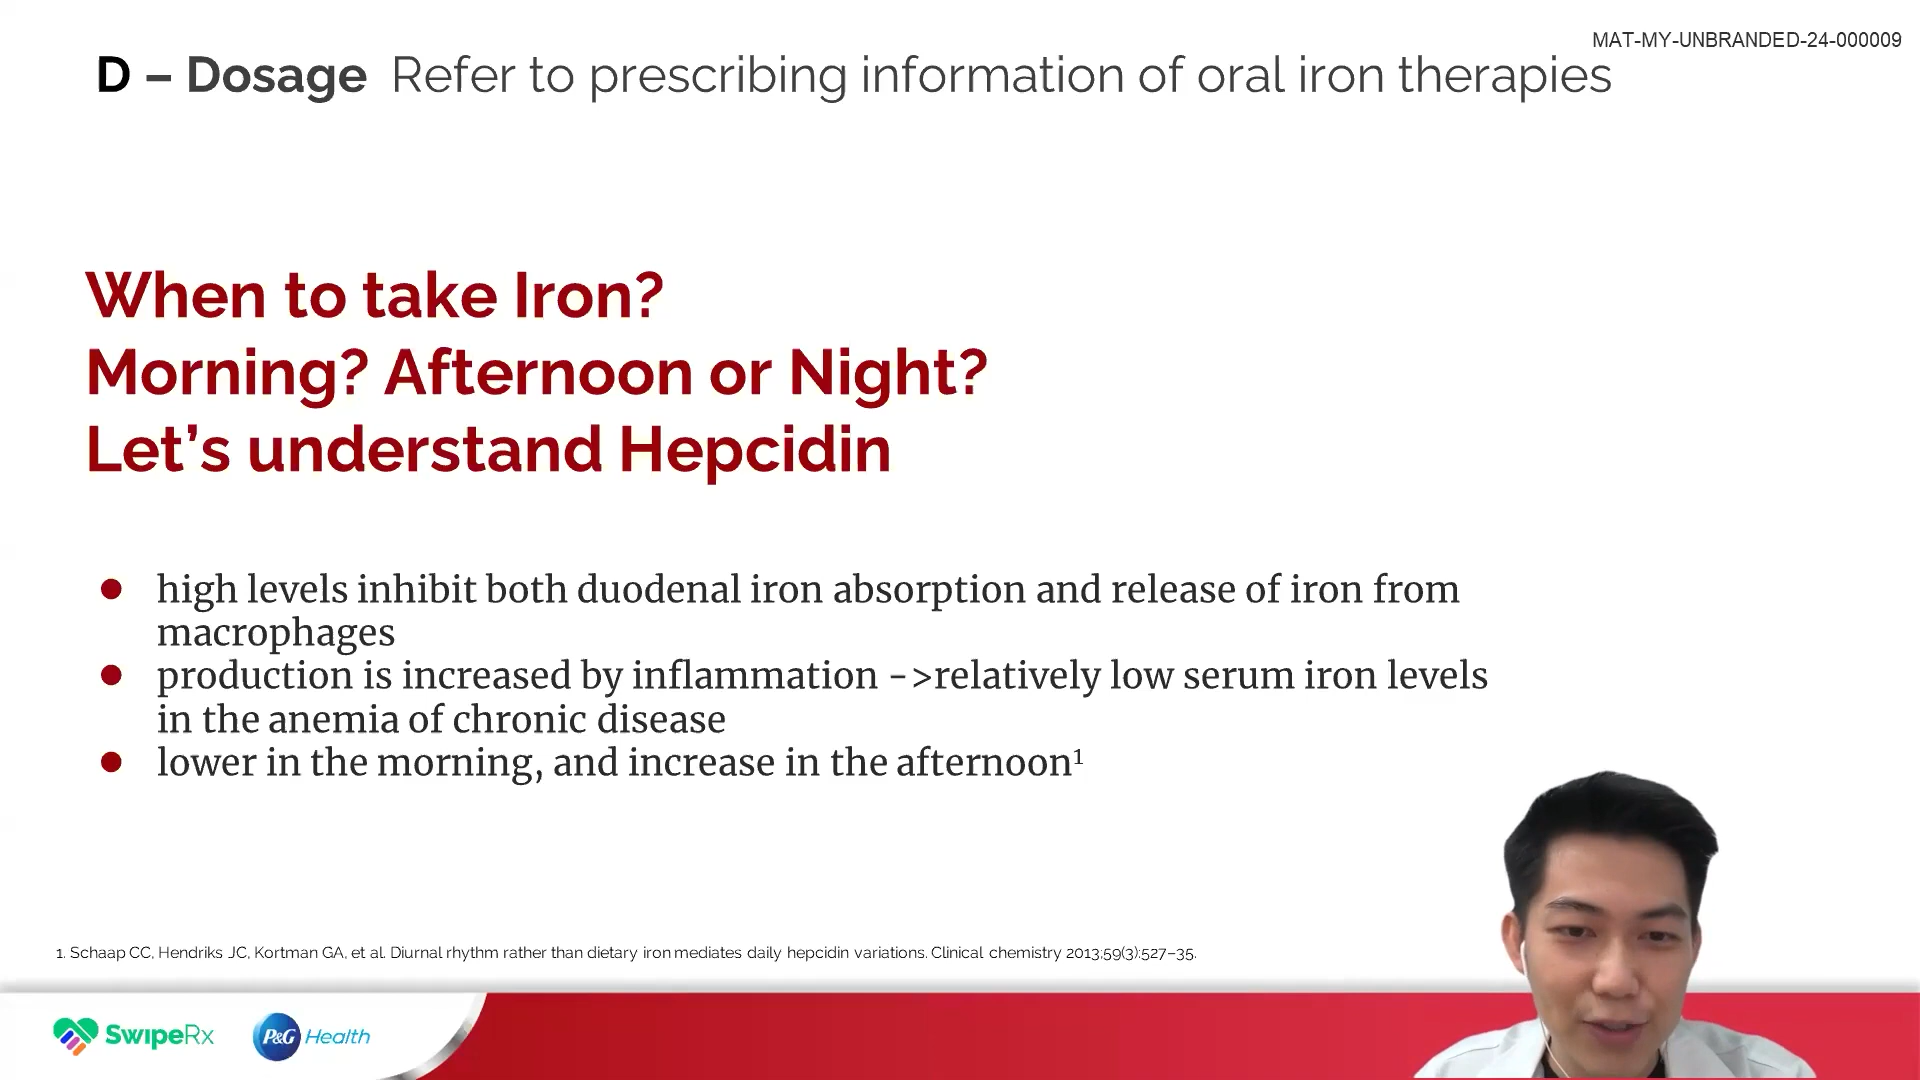 MAT-MY-UNBRANDED-24-000009
D – Dosage Refer to prescribing information of oral iron therapies
When to take Iron?
Morning? Afternoon or Night?
Let’s understand Hepcidin
● high levels inhibit both duodenal iron absorption and release of iron from
macrophages
● production is increased by inflammation ->relatively low serum iron levels
in the anemia of chronic disease
● lower in the morning, and increase in the afternoon¹
1. Schaap CC, Hendriks JC, Kortman GA, et al. Diurnal rhythm rather than dietary iron mediates daily hepcidin variations. Clinical chemistry 2013;59(3):527–35.
SwipeRx P&G Health